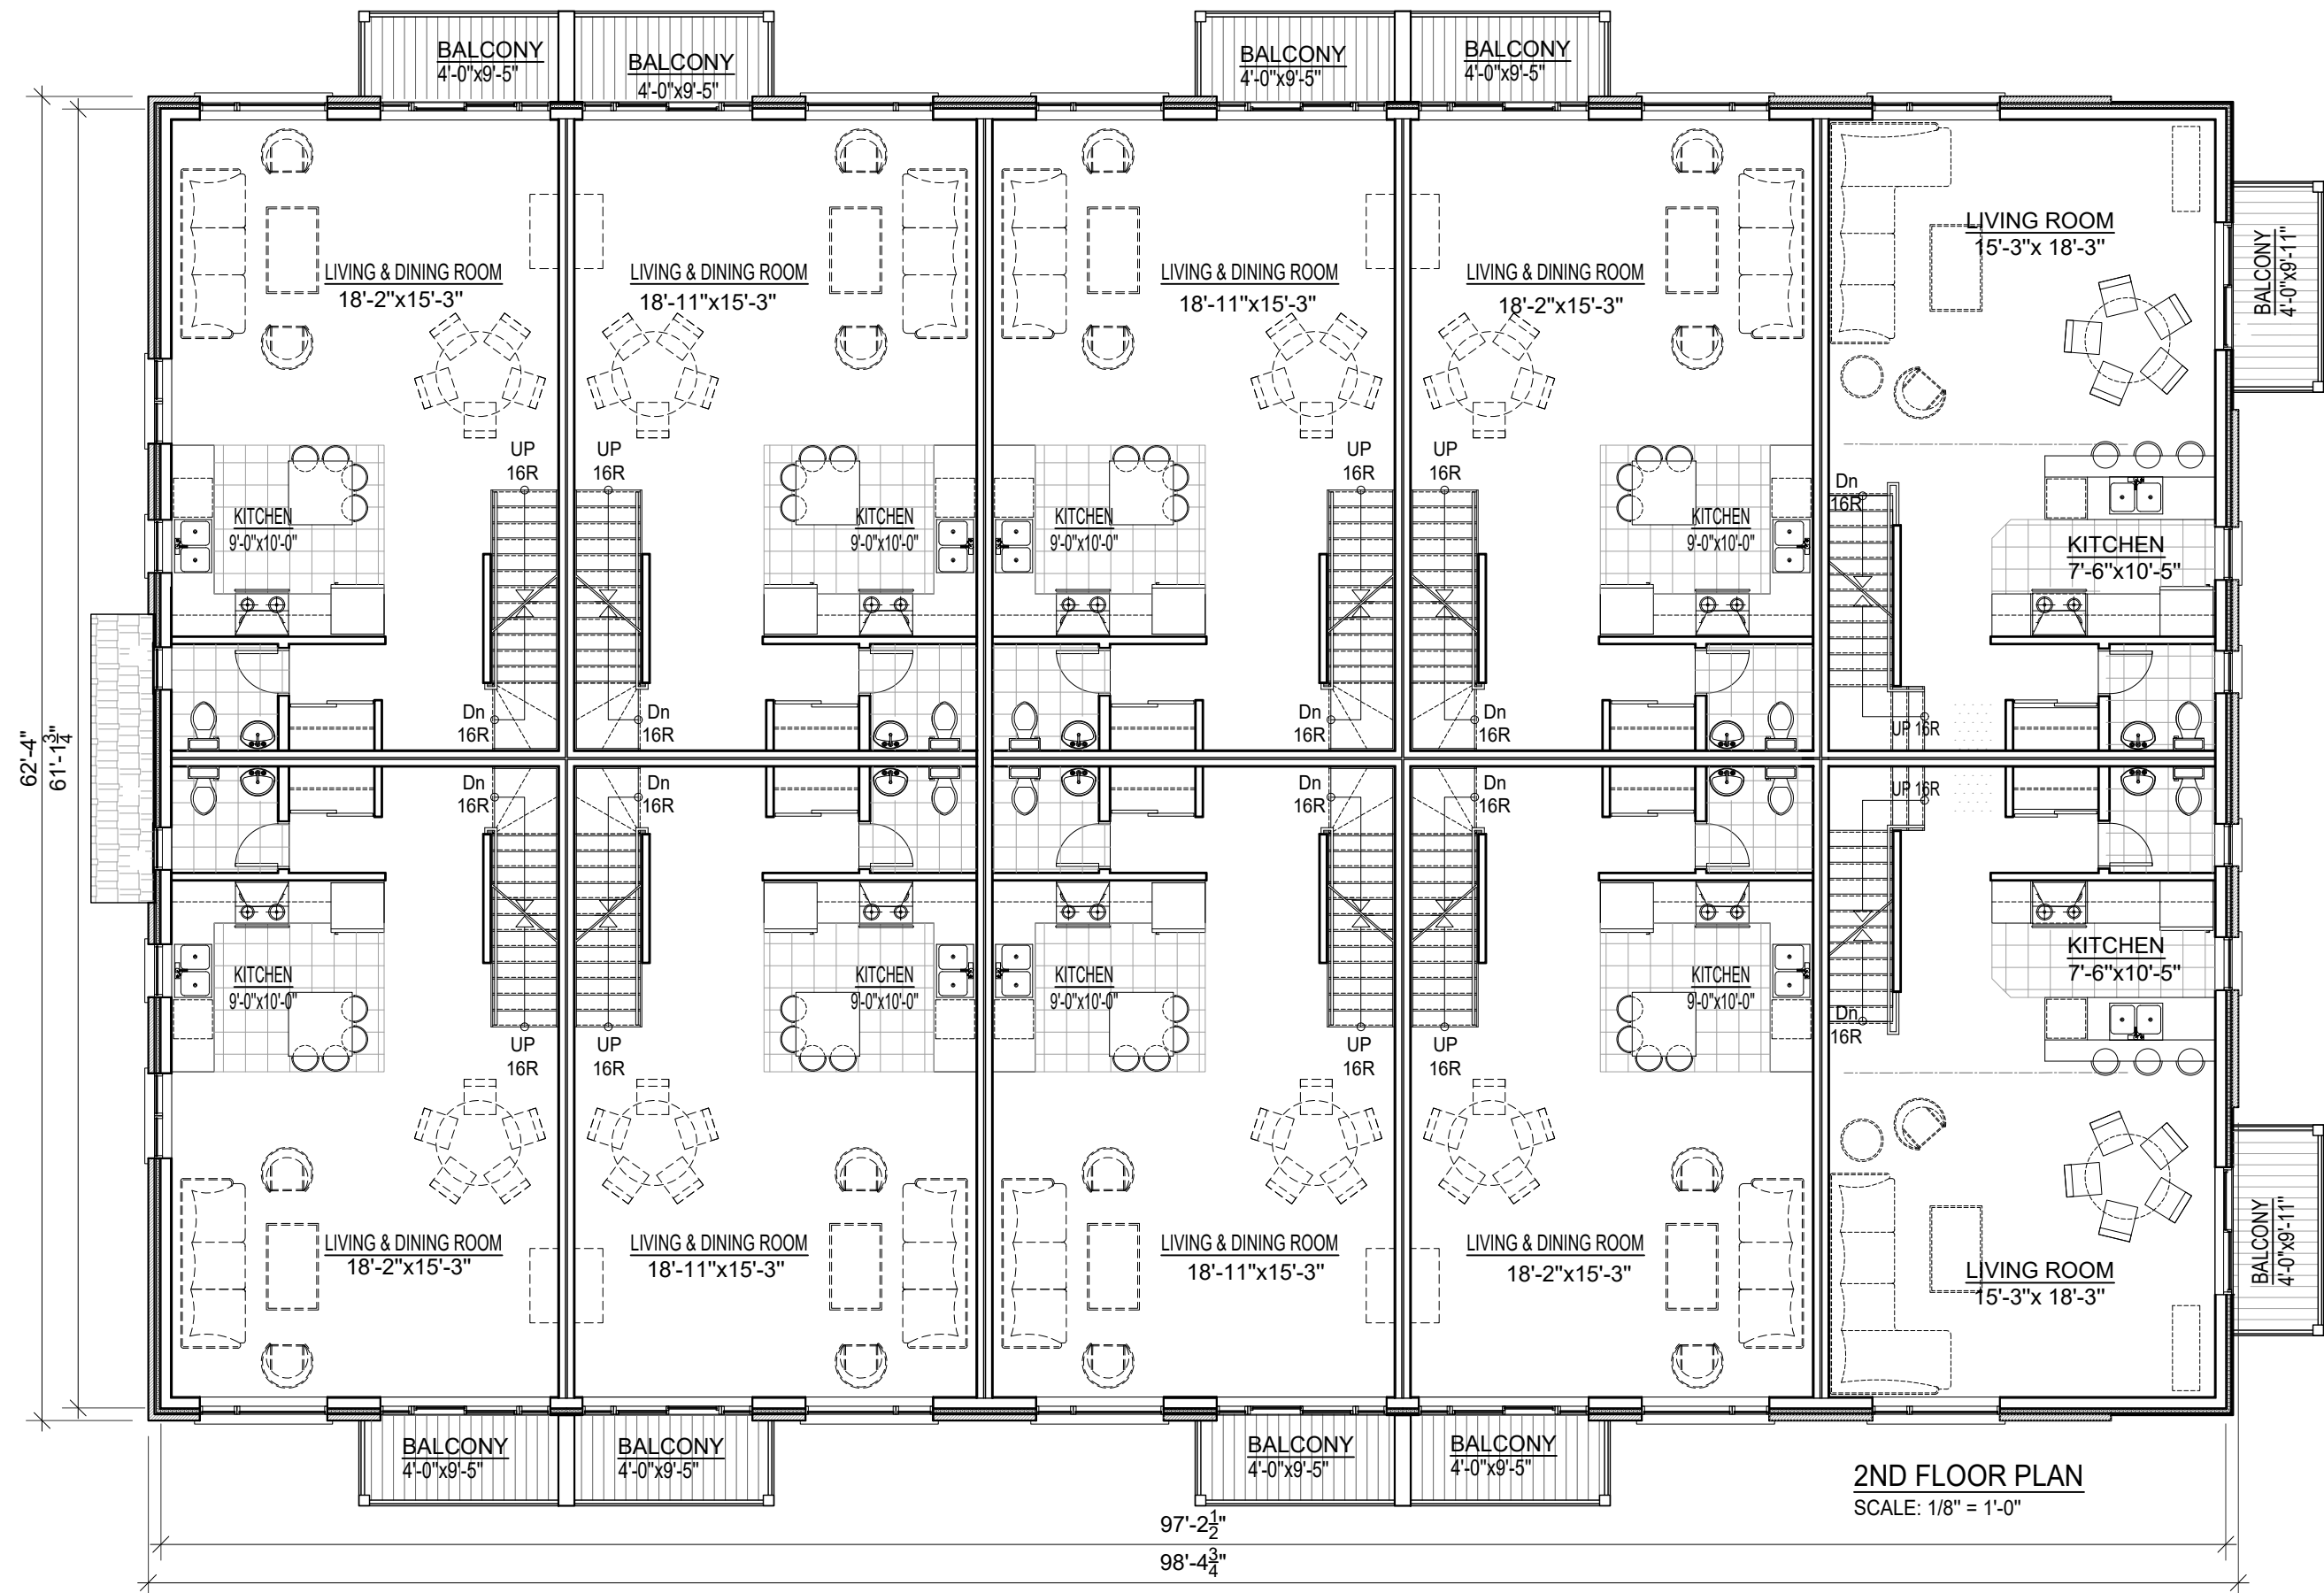 BALCONY
4'-0"x9'-5"
BALCONY
4'-0"x9'-5"
BALCONY
4'-0"x9'-5"
BALCONY
4'-0"x9'-5"
LIVING & DINING ROOM
18'-2"x15'-3"
LIVING & DINING ROOM
18'-11"x15'-3"
LIVING & DINING ROOM
18'-11"x15'-3"
LIVING & DINING ROOM
18'-2"x15'-3"
LIVING ROOM
15'-3"x 18'-3"
BALCONY
4'-0"x9'-11"
UP
16R
UP
16R
UP
16R
UP
16R
Dn
16R
KITCHEN
9'-0"x10'-0"
KITCHEN
9'-0"x10'-0"
KITCHEN
9'-0"x10'-0"
KITCHEN
9'-0"x10'-0"
KITCHEN
7'-6"x10'-5"
Dn
16R
Dn
16R
Dn
16R
Dn
16R
UP 16R
62'-4"
61'-1 3/4"
Dn
16R
Dn
16R
Dn
16R
Dn
16R
UP 16R
KITCHEN
9'-0"x10'-0"
KITCHEN
9'-0"x10'-0"
KITCHEN
9'-0"x10'-0"
KITCHEN
9'-0"x10'-0"
KITCHEN
7'-6"x10'-5"
UP
16R
UP
16R
UP
16R
UP
16R
Dn
16R
LIVING & DINING ROOM
18'-2"x15'-3"
LIVING & DINING ROOM
18'-11"x15'-3"
LIVING & DINING ROOM
18'-11"x15'-3"
LIVING & DINING ROOM
18'-2"x15'-3"
LIVING ROOM
15'-3"x 18'-3"
BALCONY
4'-0"x9'-11"
BALCONY
4'-0"x9'-5"
BALCONY
4'-0"x9'-5"
BALCONY
4'-0"x9'-5"
BALCONY
4'-0"x9'-5"
2ND FLOOR PLAN
SCALE: 1/8" = 1'-0"
97'-2 1/2"
98'-4 3/4"